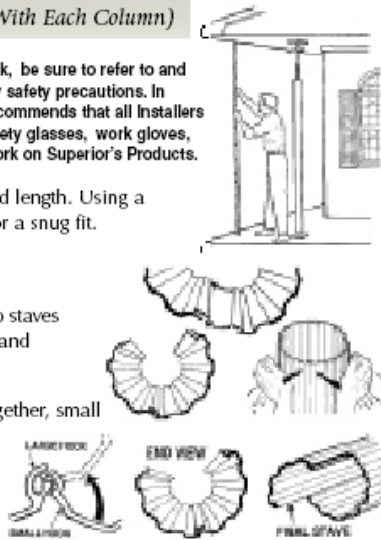 With Each Column)
k, be sure to refer to and
safety precautions. In
commends that all Installers
ety glasses, work gloves,
ork on Superior's Products.
d length. Using a
or a snug fit.
o staves
and
gether, small
LARGE HOOK
END VIEW
SMALL HOOK
FINAL STAVE